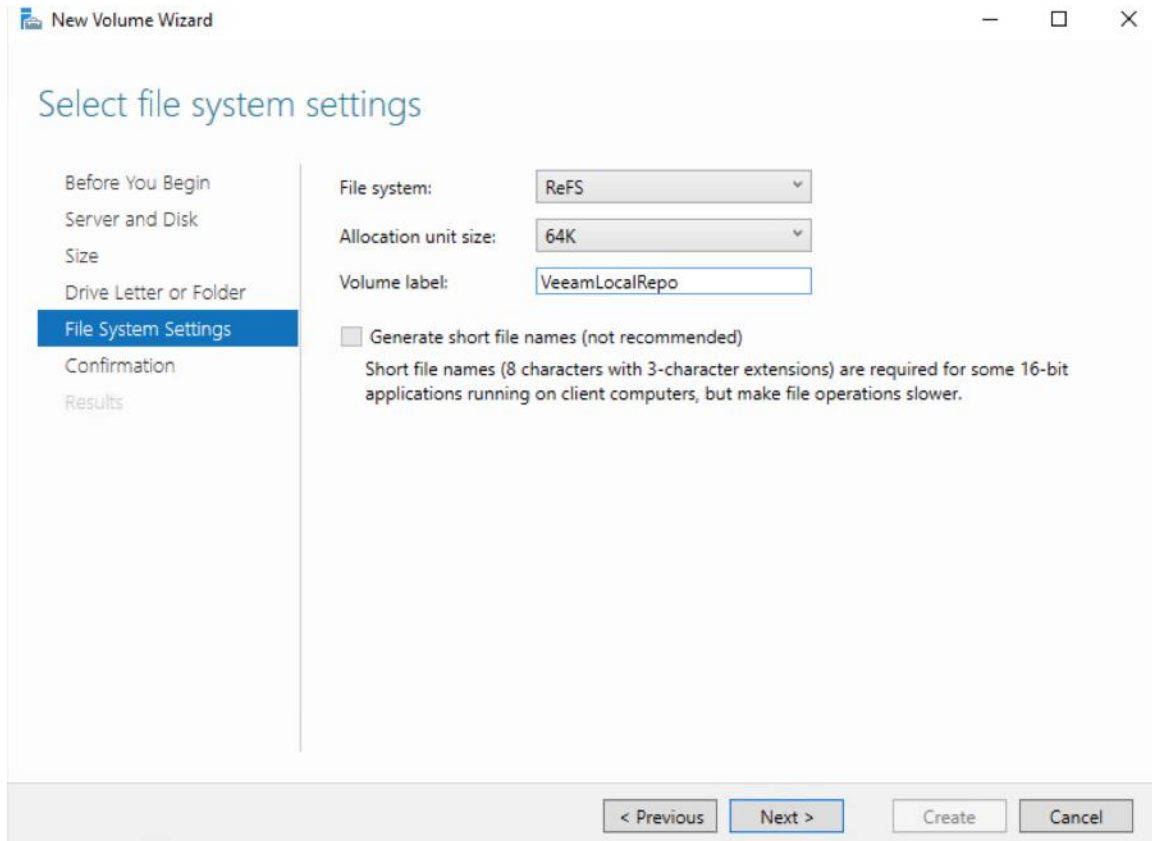 New Volume Wizard
Select file system settings
Before You Begin
Server and Disk
Size
Drive Letter or Folder
File System Settings
Confirmation
Results
File system:
ReFS
Allocation unit size:
64K
Volume label:
VeeamLocalRepo
Generate short file names (not recommended)
Short file names (8 characters with 3-character extensions) are required for some 16-bit
applications running on client computers, but make file operations slower.
< Previous
Next >
Create
Cancel